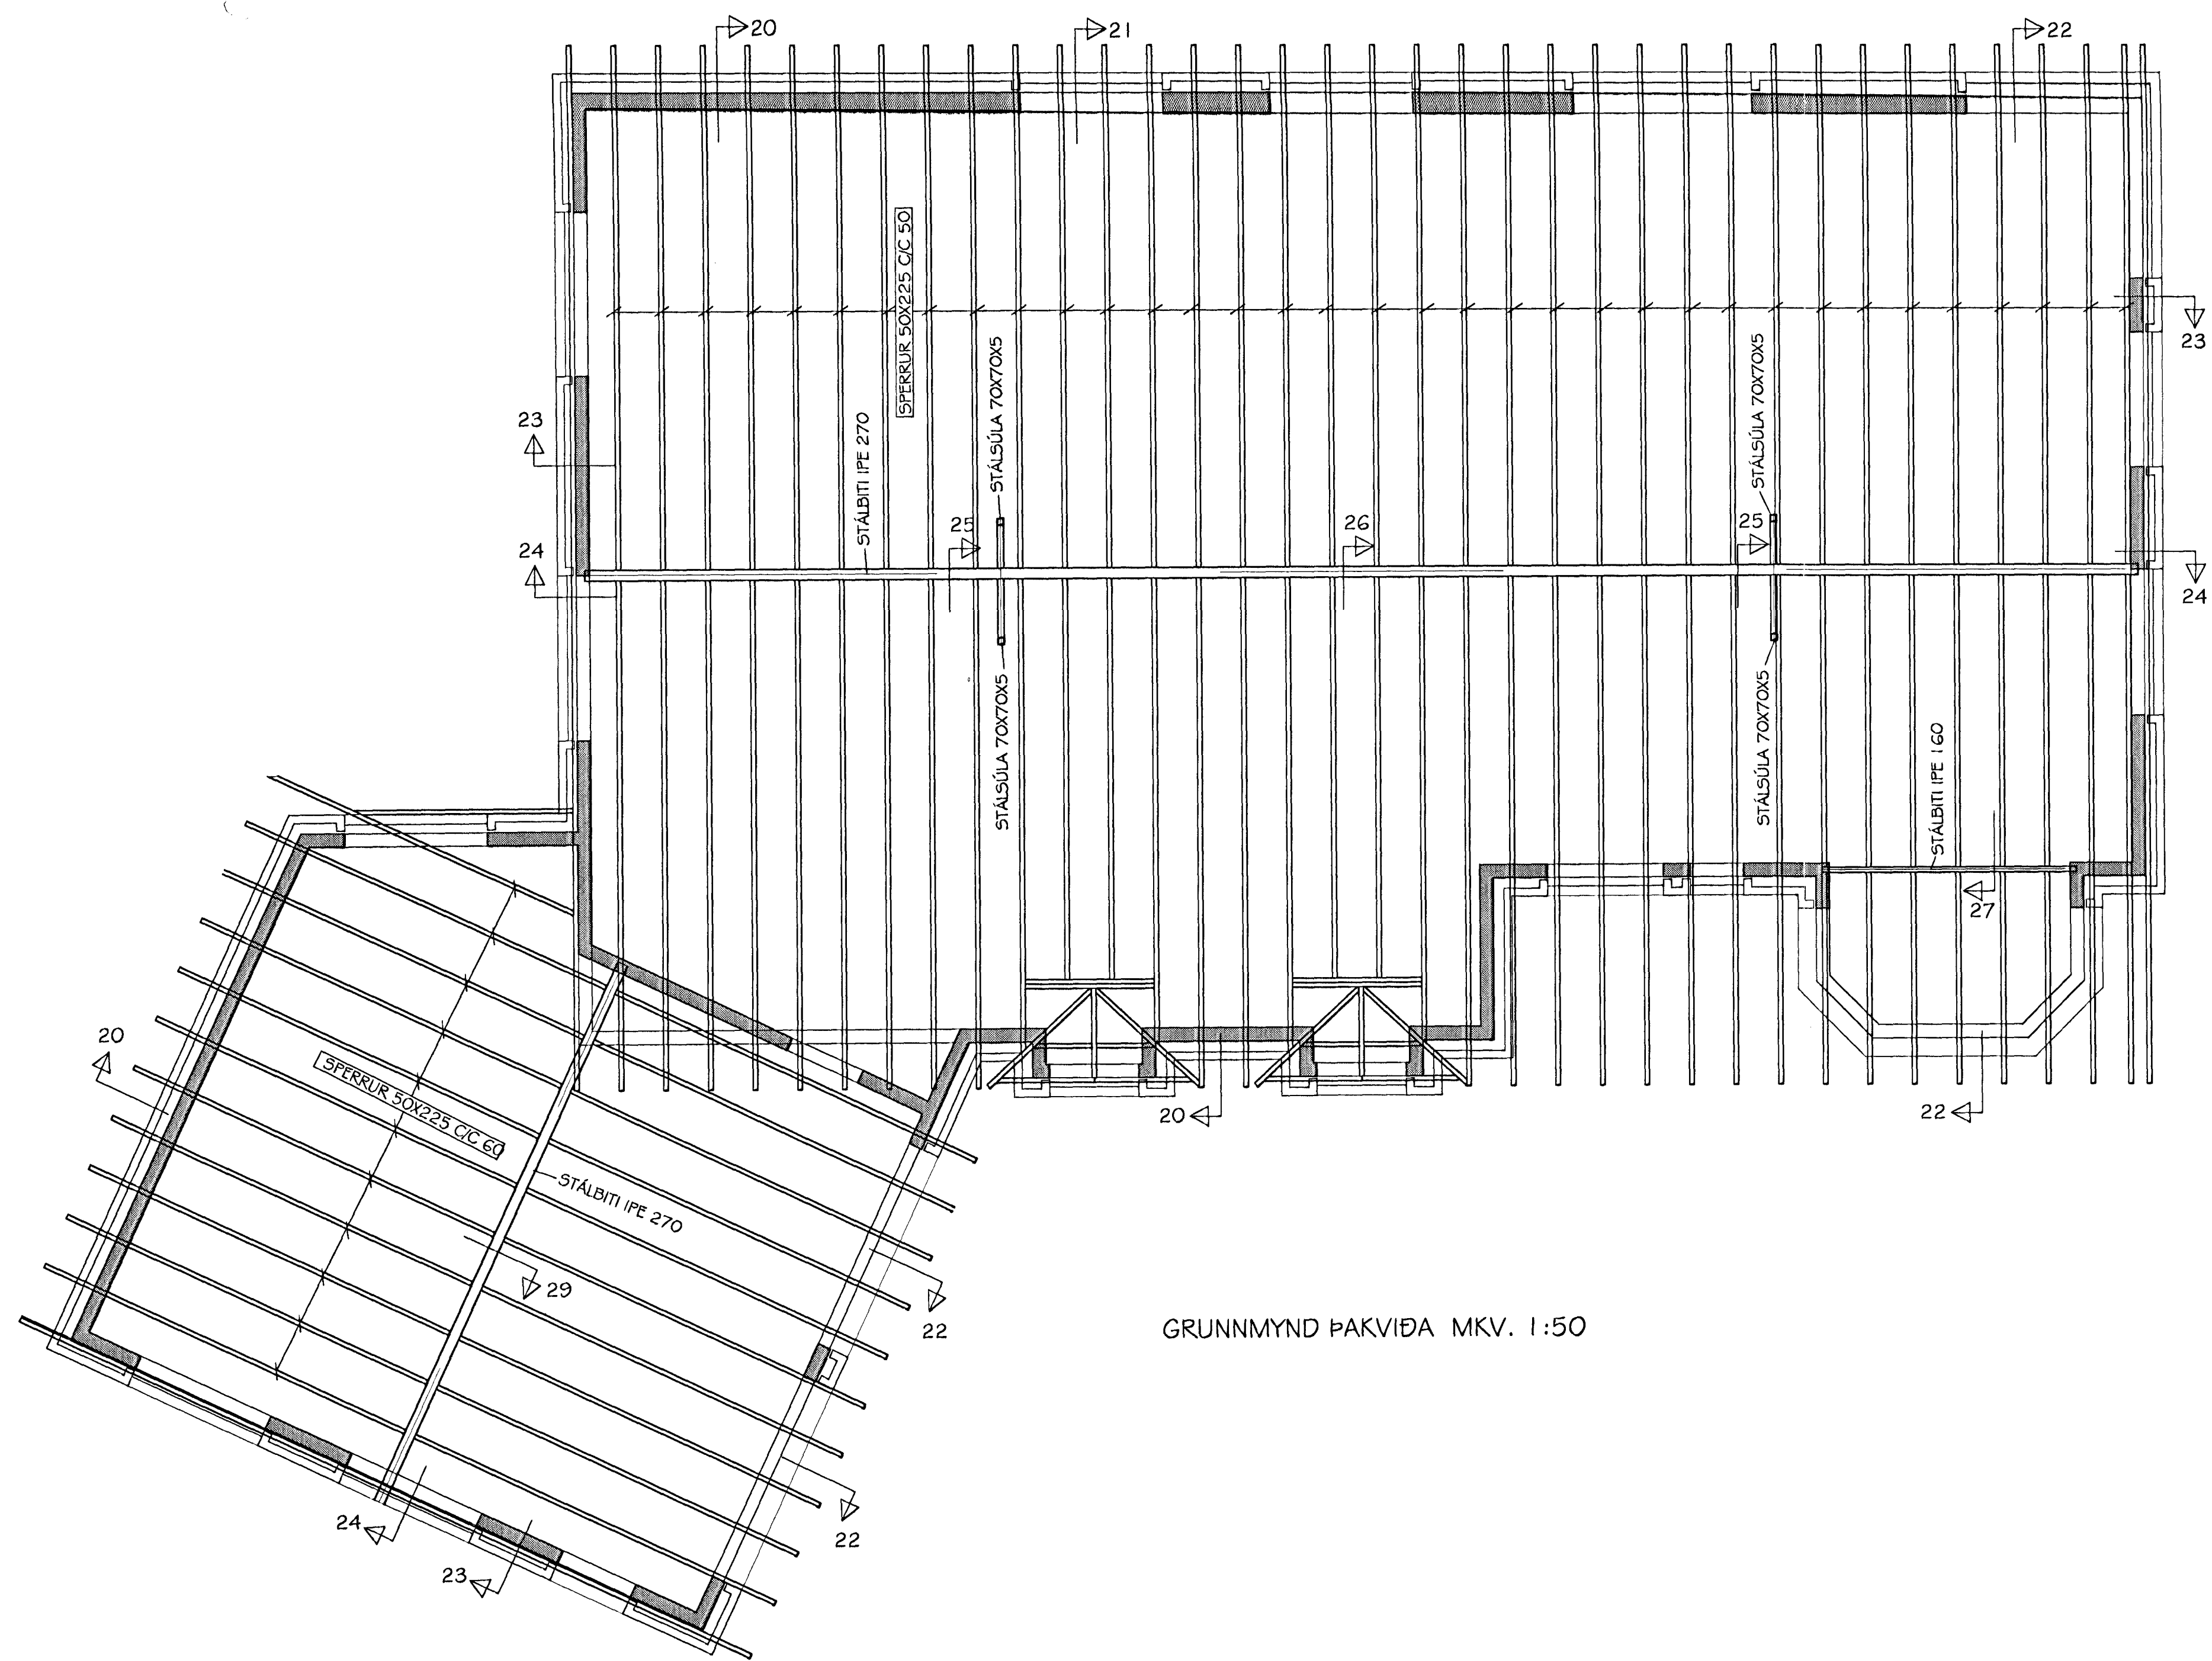 20
21
22
SPERRUR 50X225 C/C 50
23
STÁLSÚLA 70X70X5
STÁLSÚLA 70X70X5
23
STÁLBITI IPE 270
25
26
25
24
24
STÁLSÚLA 70X70X5
STÁLSÚLA 70X70X5
STÁLBITI IPE 160
27
20
SPERRUR 50X225 C/C 60
20
22
STÁLBITI IPE 270
29
22
GRUNNMYND ÞAKVIÐA MKV. 1:50
24
22
23